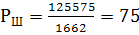 Рш = 125575/1662 = 75